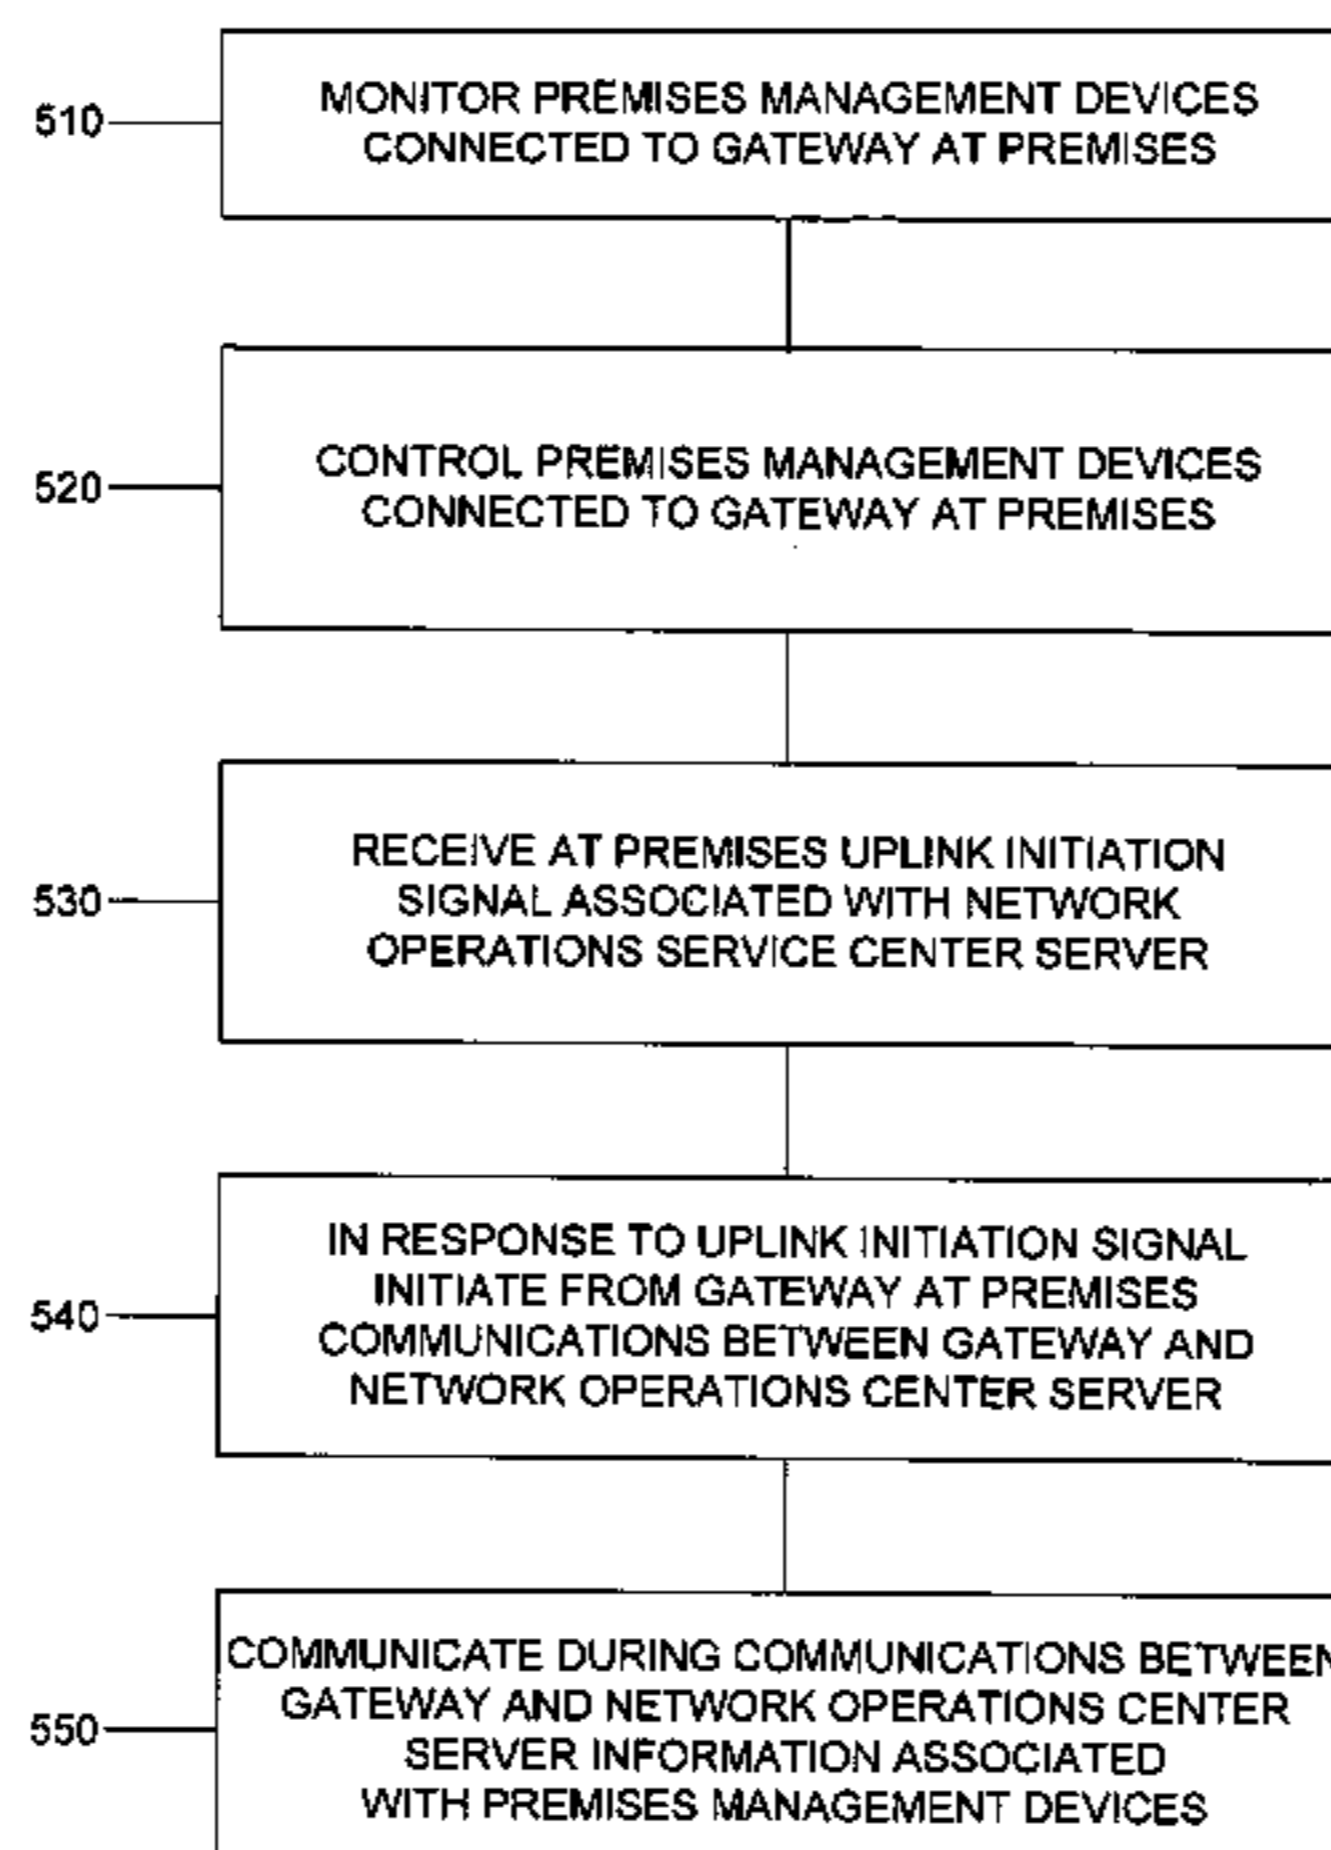 510
MONITOR PREMISES MANAGEMENT DEVICES
CONNECTED TO GATEWAY AT PREMISES
520
CONTROL PREMISES MANAGEMENT DEVICES
CONNECTED TO GATEWAY AT PREMISES
530
RECEIVE AT PREMISES UPLINK INITIATION
SIGNAL ASSOCIATED WITH NETWORK
OPERATIONS SERVICE CENTER SERVER
540
IN RESPONSE TO UPLINK INITIATION SIGNAL
INITIATE FROM GATEWAY AT PREMISES
COMMUNICATIONS BETWEEN GATEWAY AND
NETWORK OPERATIONS CENTER SERVER
550
COMMUNICATE DURING COMMUNICATIONS BETWEEN
GATEWAY AND NETWORK OPERATIONS CENTER
SERVER INFORMATION ASSOCIATED
WITH PREMISES MANAGEMENT DEVICES